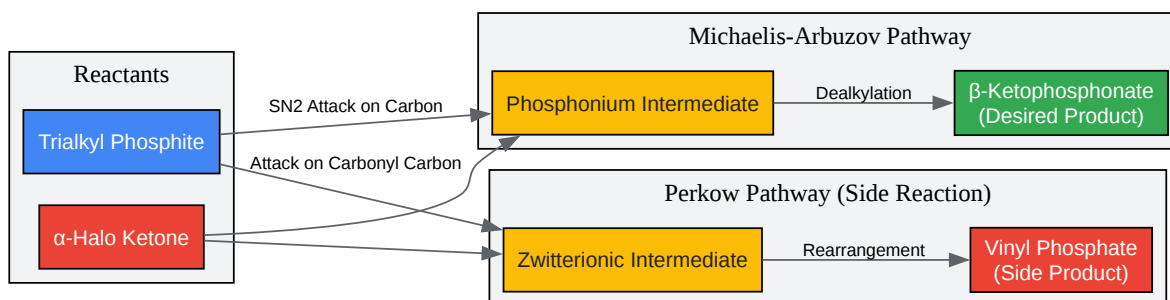 Reactants
Trialkyl Phosphite
α-Halo Ketone
SN2 Attack on Carbon
Attack on Carbonyl Carbon
Michaelis-Arbuzov Pathway
Phosphonium Intermediate
Dealkylation
β-Ketophosphonate
(Desired Product)
Perkow Pathway (Side Reaction)
Zwitterionic Intermediate
Rearrangement
Vinyl Phosphate
(Side Product)